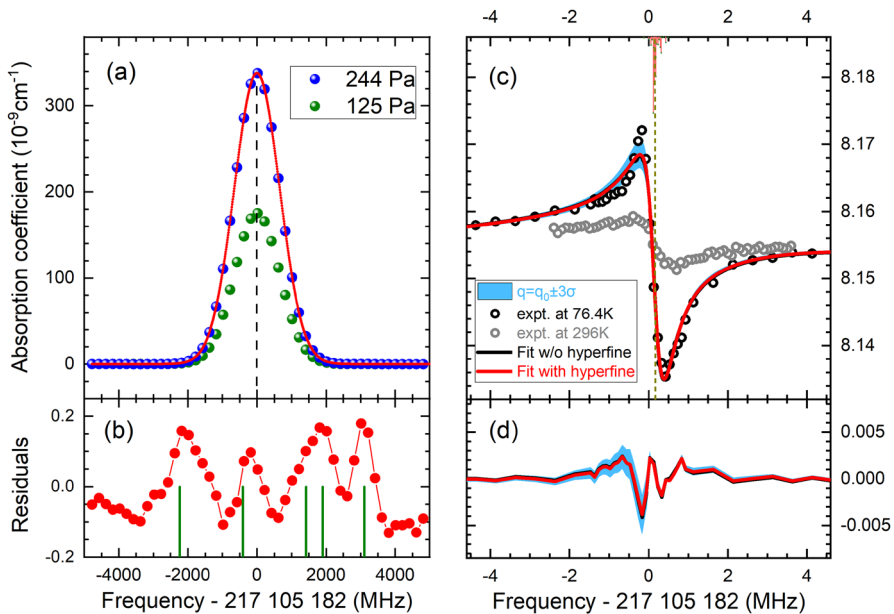 -4 -2 0 2 4
(a)
244 Pa
125 Pa
300
200
100
0
Absorption coefficient (10⁻⁹cm⁻¹)
(c)
8.18
8.17
8.16
8.15
8.14
q=q₀±3σ
expt. at 76.4K
expt. at 296K
Fit w/o hyperfine
Fit with hyperfine
(b)
0.2
0.0
-0.2
Residuals
-4000 -2000 0 2000 4000
Frequency - 217 105 182 (MHz)
(d)
0.005
0.000
-0.005
-4 -2 0 2 4
Frequency - 217 105 182 (MHz)